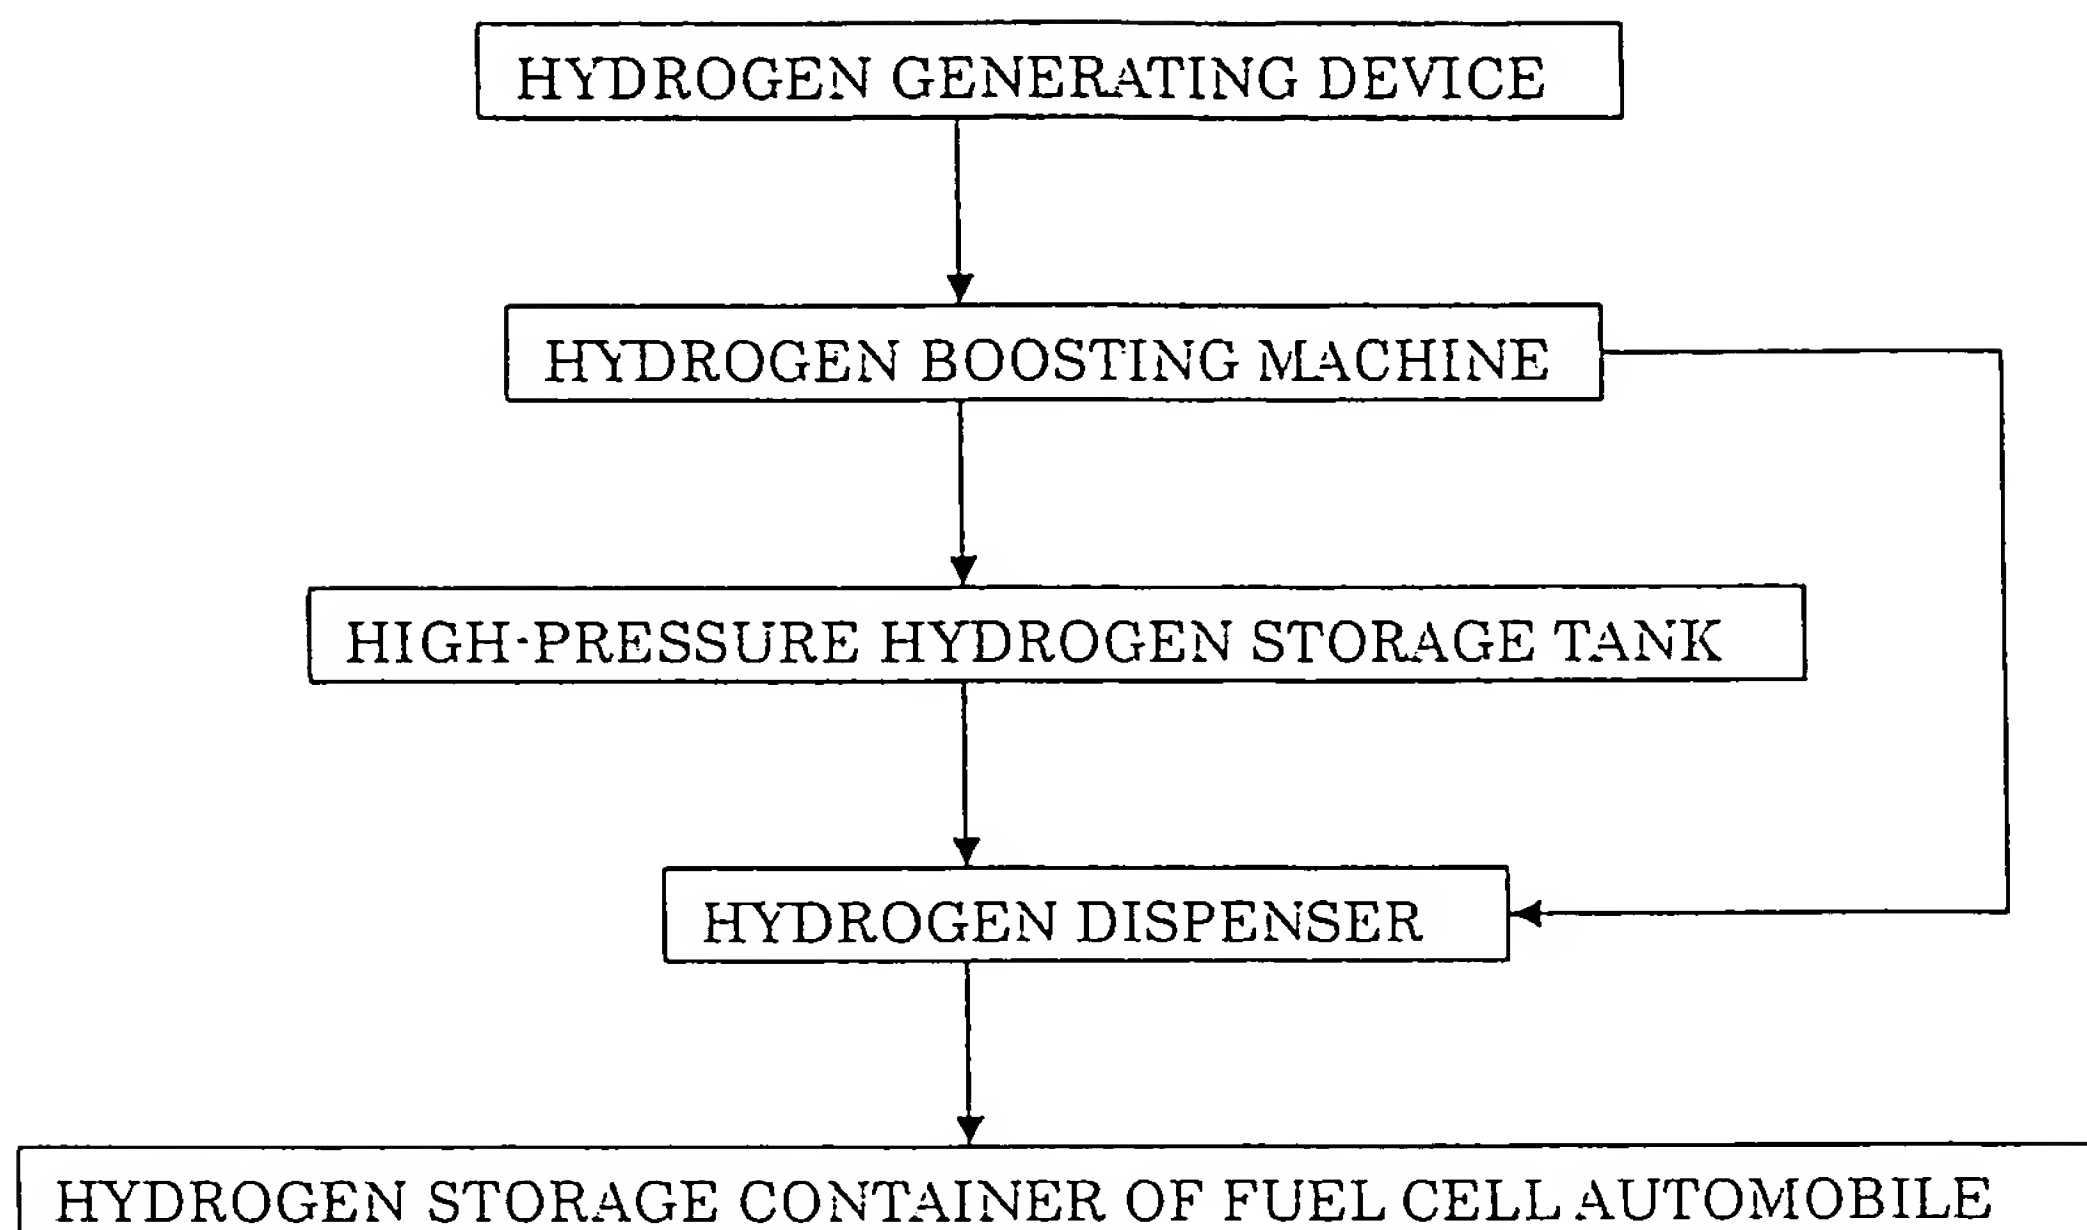 HYDROGEN GENERATING DEVICE
HYDROGEN BOOSTING MACHINE
HIGH-PRESSURE HYDROGEN STORAGE TANK
HYDROGEN DISPENSER
HYDROGEN STORAGE CONTAINER OF FUEL CELL AUTOMOBILE